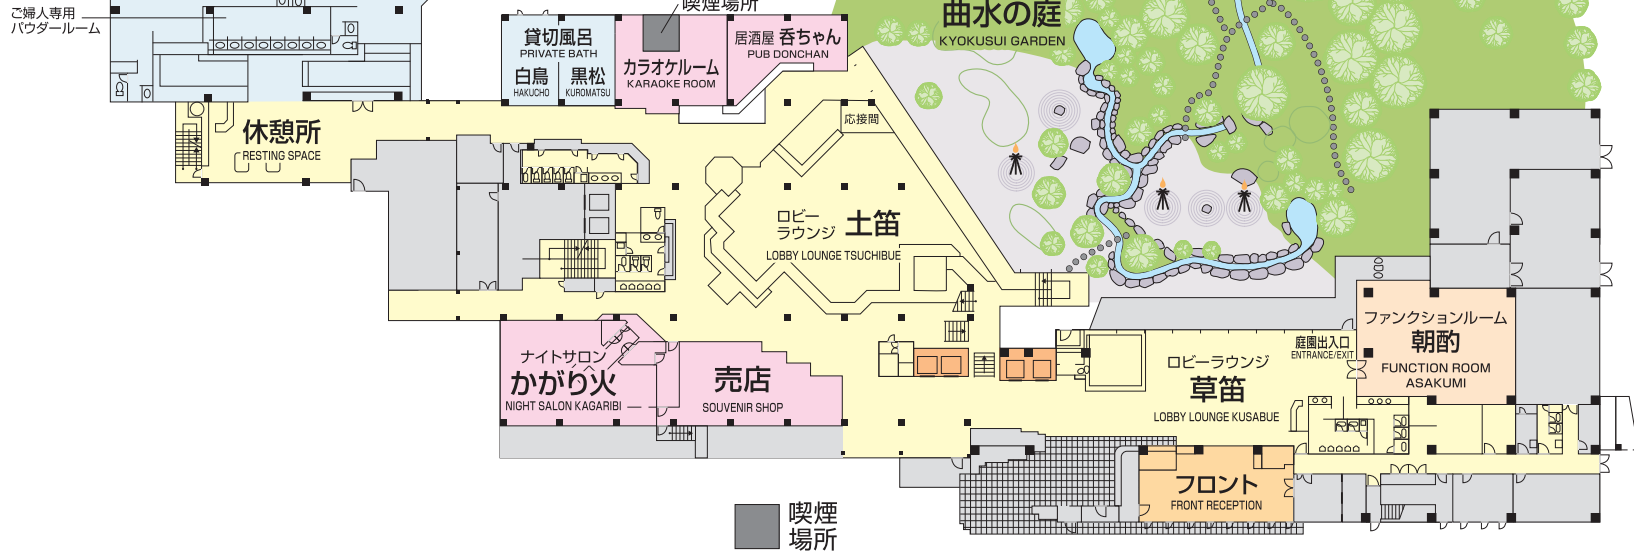 ご婦人専用
パウダールーム
喫煙場所
曲水の庭
KYOKUSUI GARDEN
貸切風呂
PRIVATE BATH
白鳥
HAKUCHO
黒松
KUROMATSU
カラオケルーム
KARAOKE ROOM
居酒屋 呑ちゃん
PUB DONCHAN
休憩所
RESTING SPACE
応接間
ロビー
ラウンジ 土笛
LOBBY LOUNGE TSUCHIBUE
ナイトサロン
かがり火
NIGHT SALON KAGARIBI
売店
SOUVENIR SHOP
ロビーラウンジ
草笛
LOBBY LOUNGE KUSABUE
庭園出入口
ENTRANCE/EXIT
ファンクションルーム
朝酌
FUNCTION ROOM
ASAKUMI
フロント
FRONT RECEPTION
喫煙
場所